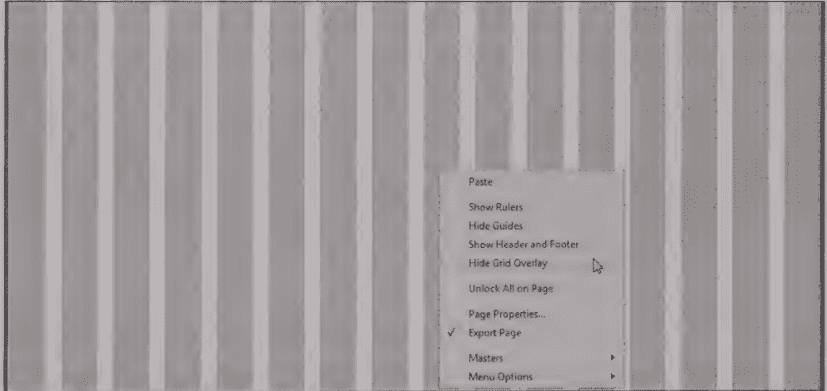 Paste
Show Rulers
Hide Guides
Show Header and Footer
Hide Grid Overlay
Unlock All on Page
Page Properties...
Export Page
Masters
Menu Options